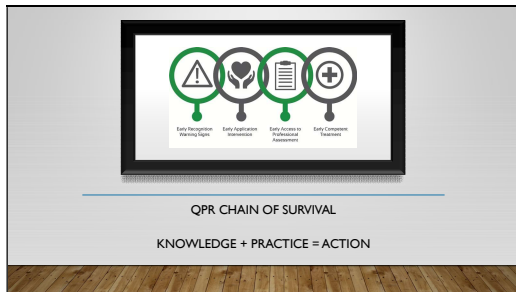 Early Recognition
Warning Signs
Early Application
Intervention
Early Access to
Professional
Assessment
Early Competent
Treatment
QPR CHAIN OF SURVIVAL
KNOWLEDGE + PRACTICE = ACTION